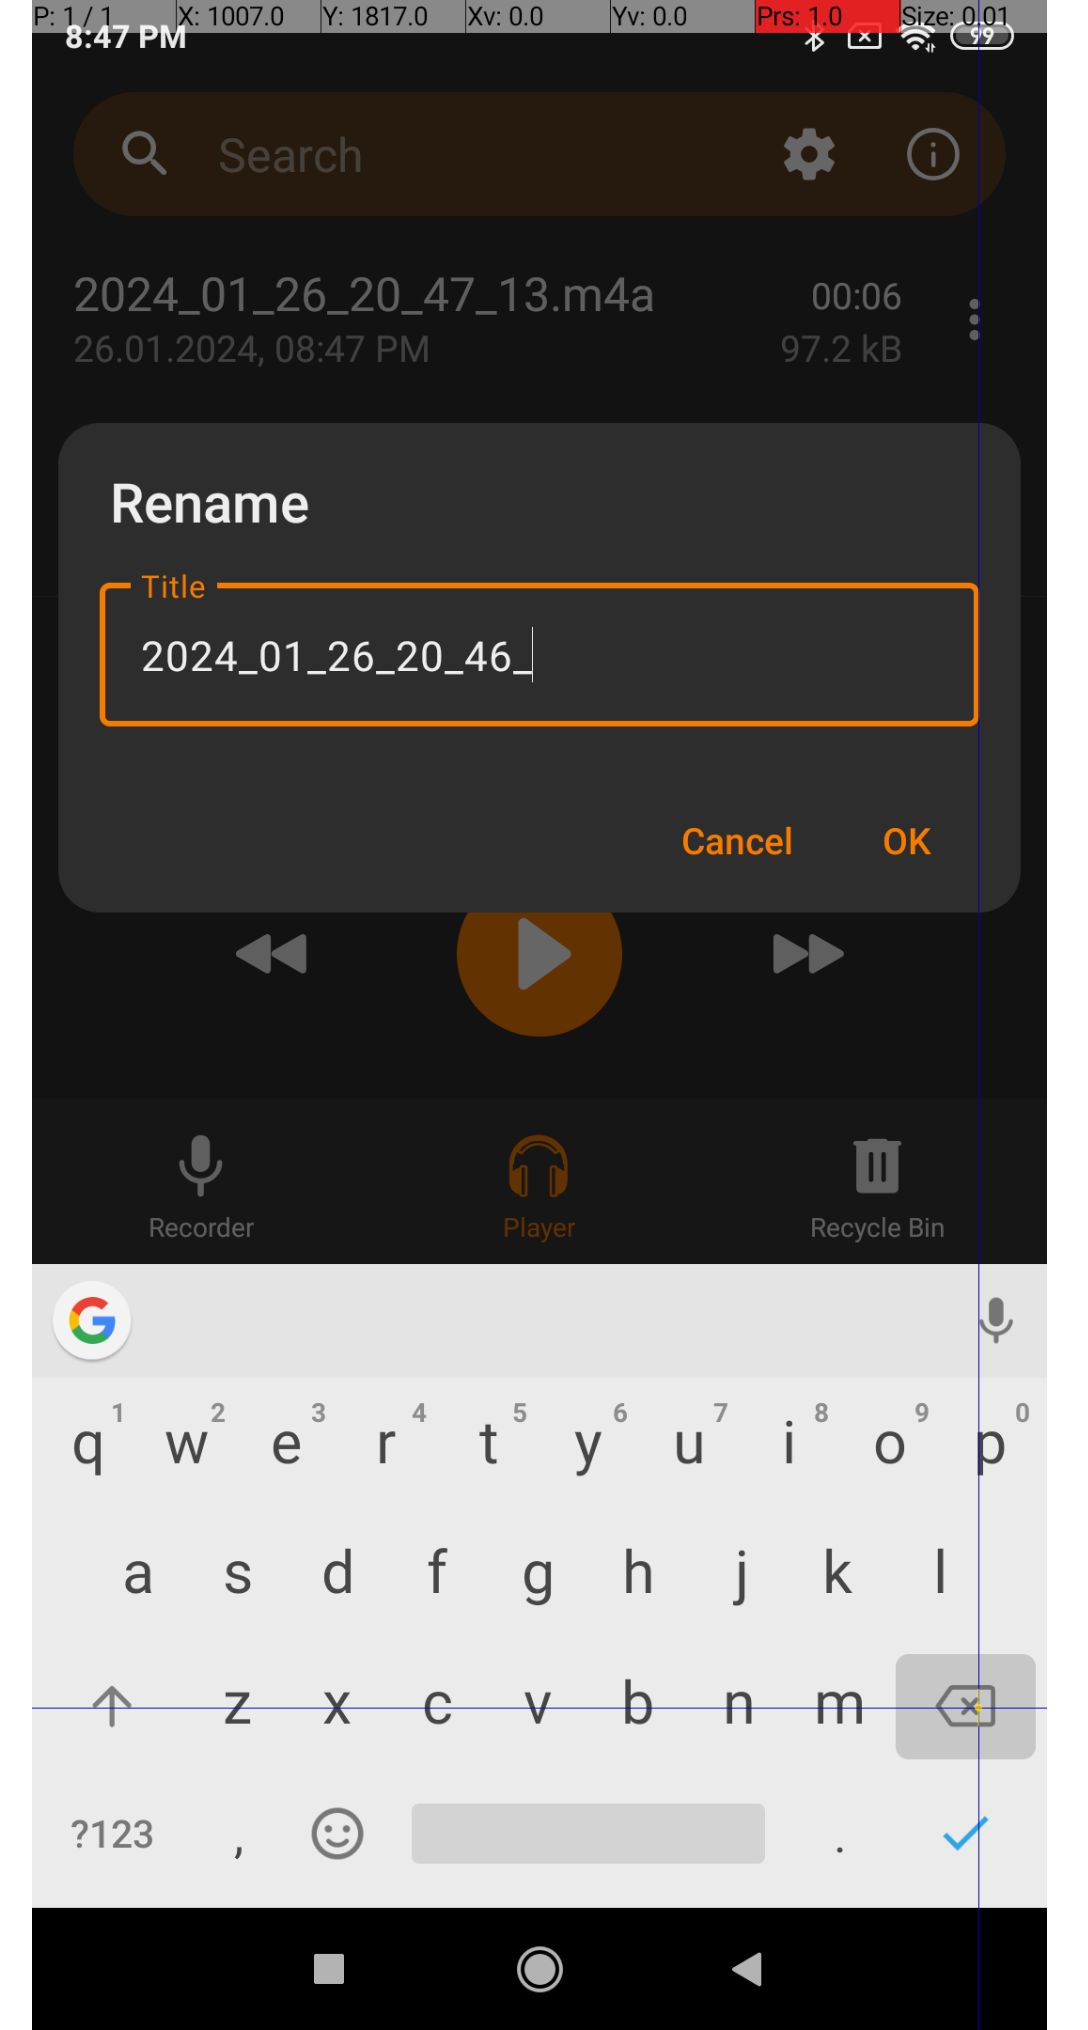 P: 1 / 1 X: 1007.0 Y: 1817.0 Xv: 0.0 Yv: 0.0 Prs: 1.0 Size: 0.01
8:47 PM 99
Search
2024_01_26_20_47_13.m4a 00:06
26.01.2024, 08:47 PM 97.2 kB
Rename
Title
2024_01_26_20_46_
Cancel OK
Recorder Player Recycle Bin
G
1 2 3 4 5 6 7 8 9 0
q w e r t y u i o p
a s d f g h j k l
z x c v b n m
?123 , .